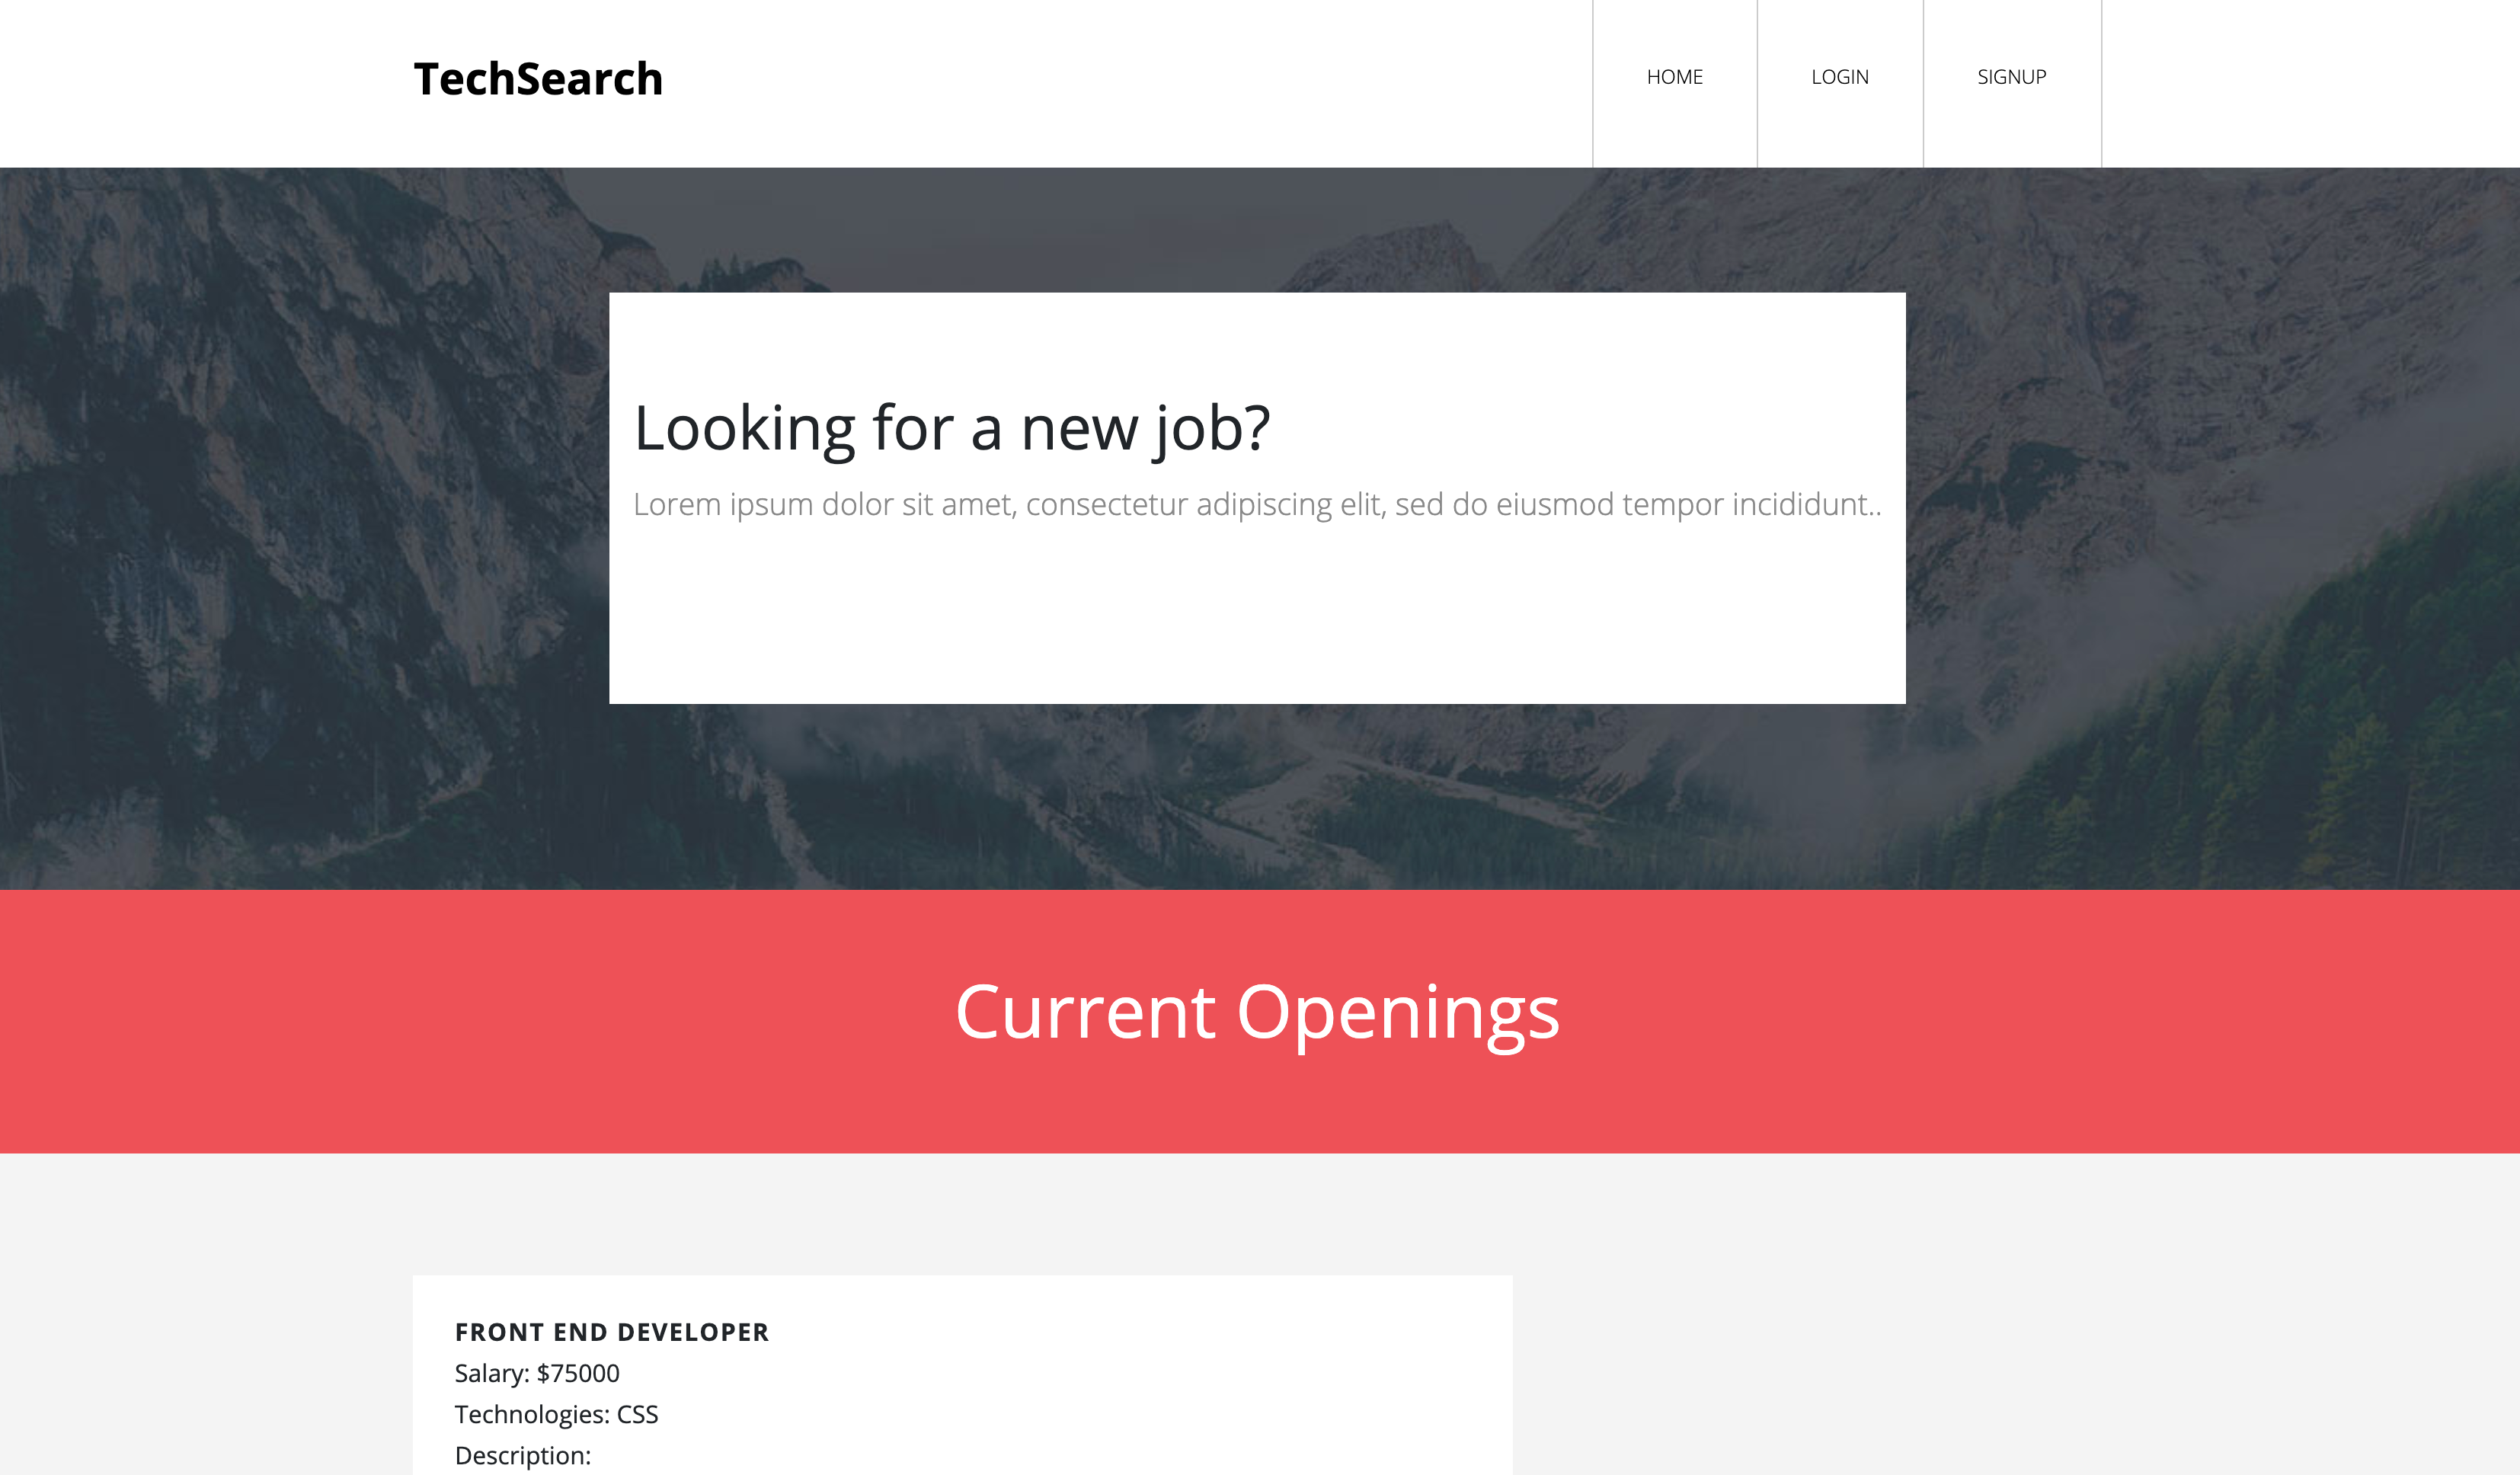 TechSearch
HOME
LOGIN
SIGNUP
Looking for a new job?
Lorem ipsum dolor sit amet, consectetur adipiscing elit, sed do eiusmod tempor incididunt..
Current Openings
FRONT END DEVELOPER
Salary: $75000
Technologies: CSS
Description: